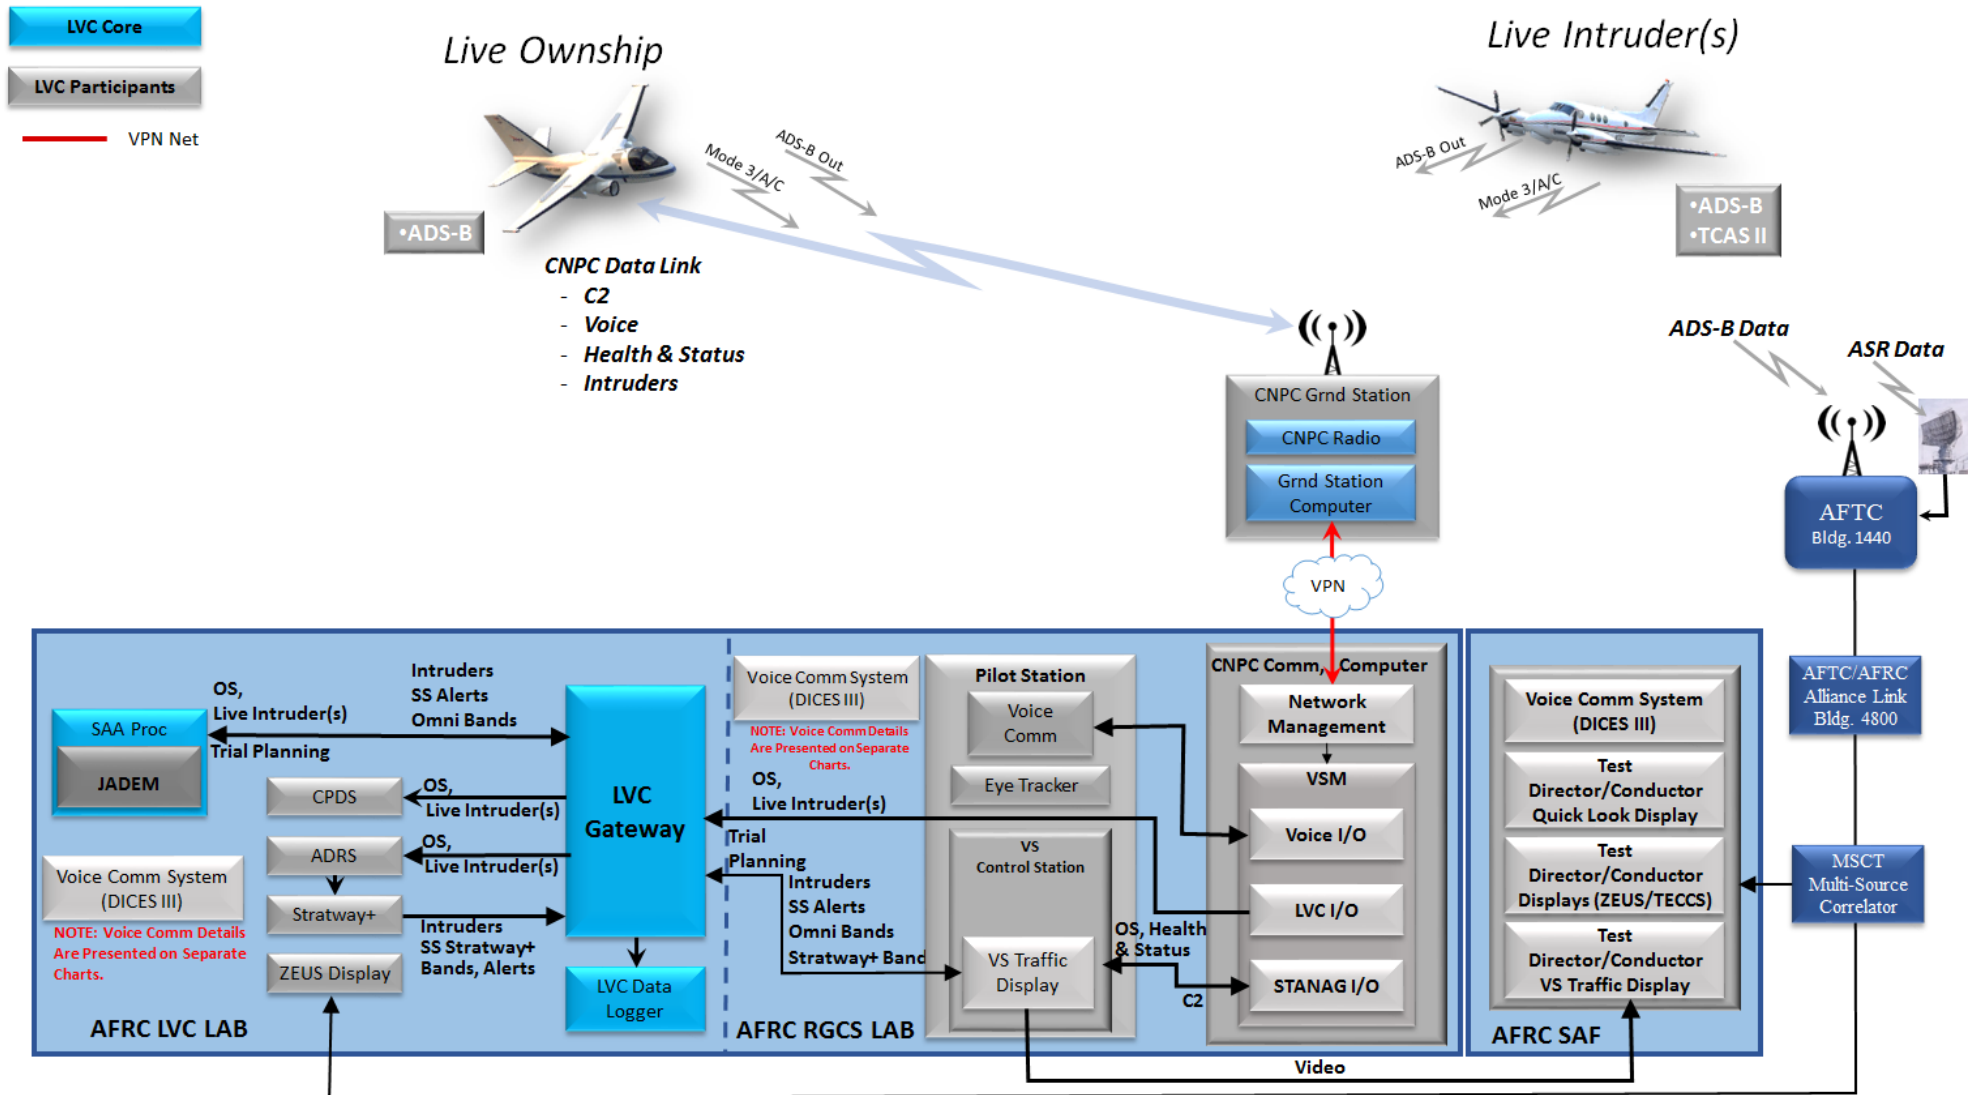 LVC Core
LVC Participants
VPN Net
Live Ownship
Live Intruder(s)
Mode 3/A/C
ADS-B Out
ADS-B Out
Mode 3/A/C
•ADS-B
•ADS-B
•TCAS II
CNPC Data Link
- C2
- Voice
- Health & Status
- Intruders
ADS-B Data
ASR Data
CNPC Grnd Station
CNPC Radio
Grnd Station
Computer
VPN
AFTC
Bldg. 1440
AFTC/AFRC
Alliance Link
Bldg. 4800
MSCT
Multi-Source
Correlator
SAA Proc
JADEM
OS,
Live Intruder(s)
Trial Planning
Intruders
SS Alerts
Omni Bands
CPDS
OS,
Live Intruder(s)
ADRS
OS,
Live Intruder(s)
Stratway+
Intruders
SS Stratway+
Bands, Alerts
ZEUS Display
Voice Comm System
(DICES III)
NOTE: Voice Comm Details
Are Presented on Separate
Charts.
LVC
Gateway
LVC Data
Logger
AFRC LVC LAB
Voice Comm System
(DICES III)
NOTE: Voice Comm Details
Are Presented on Separate
Charts.
OS,
Live Intruder(s)
Trial
Planning
Intruders
SS Alerts
Omni Bands
Stratway+ Band
AFRC RGCS LAB
Pilot Station
Voice
Comm
Eye Tracker
VS
Control Station
VS Traffic
Display
OS, Health
& Status
C2
CNPC Comm, Computer
Network
Management
VSM
Voice I/O
LVC I/O
STANAG I/O
Video
Voice Comm System
(DICES III)
Test
Director/Conductor
Quick Look Display
Test
Director/Conductor
Displays (ZEUS/TECCS)
Test
Director/Conductor
VS Traffic Display
AFRC SAF